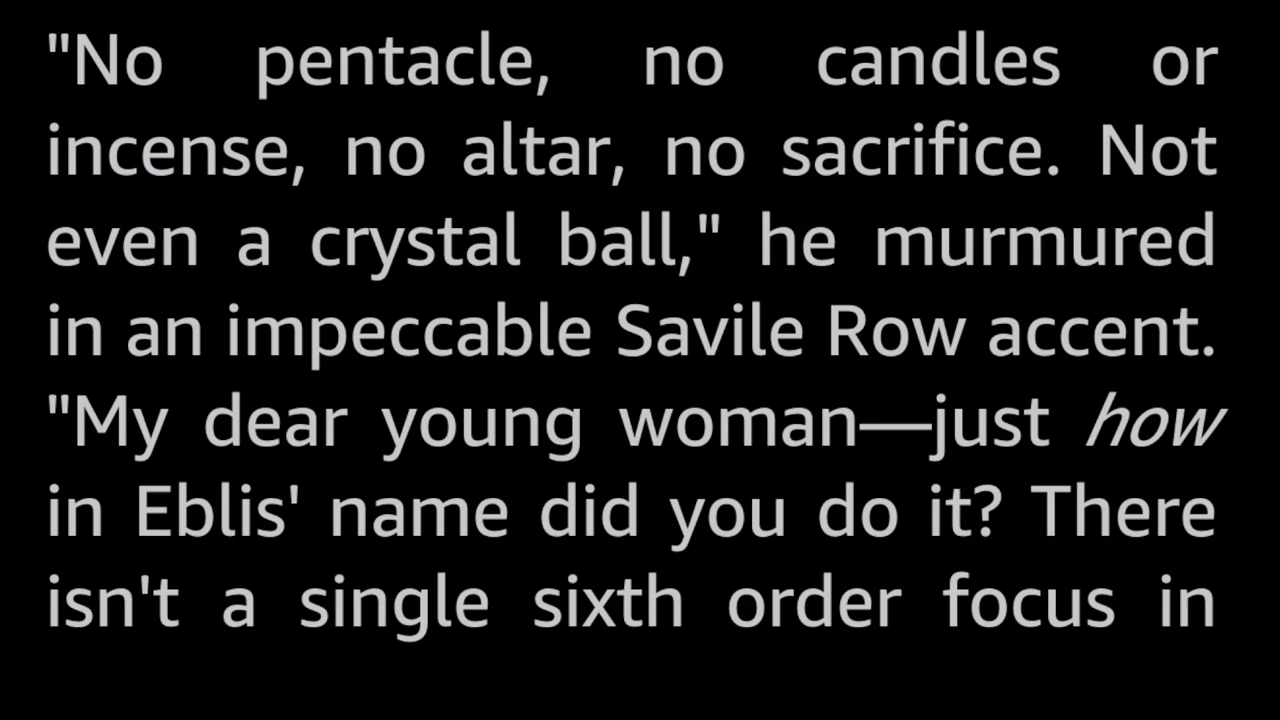 "No pentacle, no candles or
incense, no altar, no sacrifice. Not
even a crystal ball," he murmured
in an impeccable Savile Row accent.
"My dear young woman—just how
in Eblis' name did you do it? There
isn't a single sixth order focus in